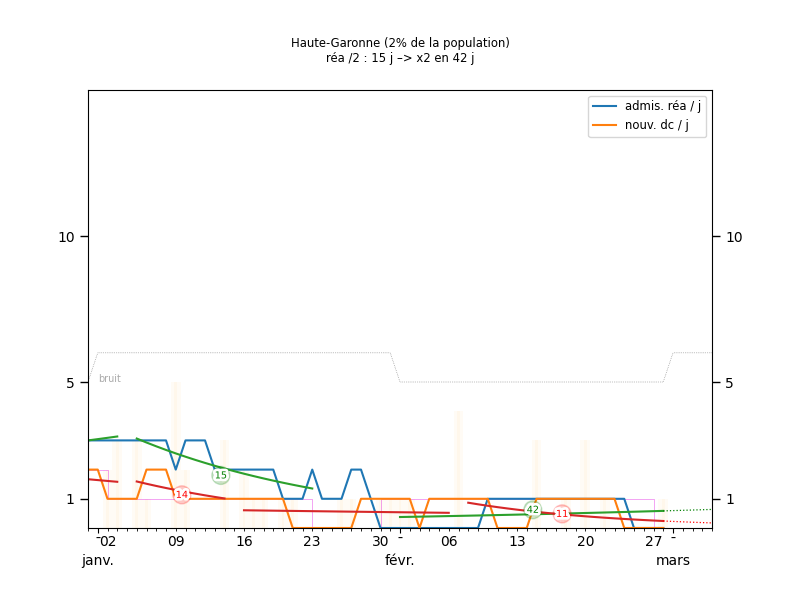 Haute-Garonne (2% de la population)
réa /2 : 15 j –> x2 en 42 j
admis. réa / j
nouv. dc / j
10 10
bruit
5 5
15
14
42 11
1 1
02 09 16 23 30 - 06 13 20 27 -
janv. févr. mars